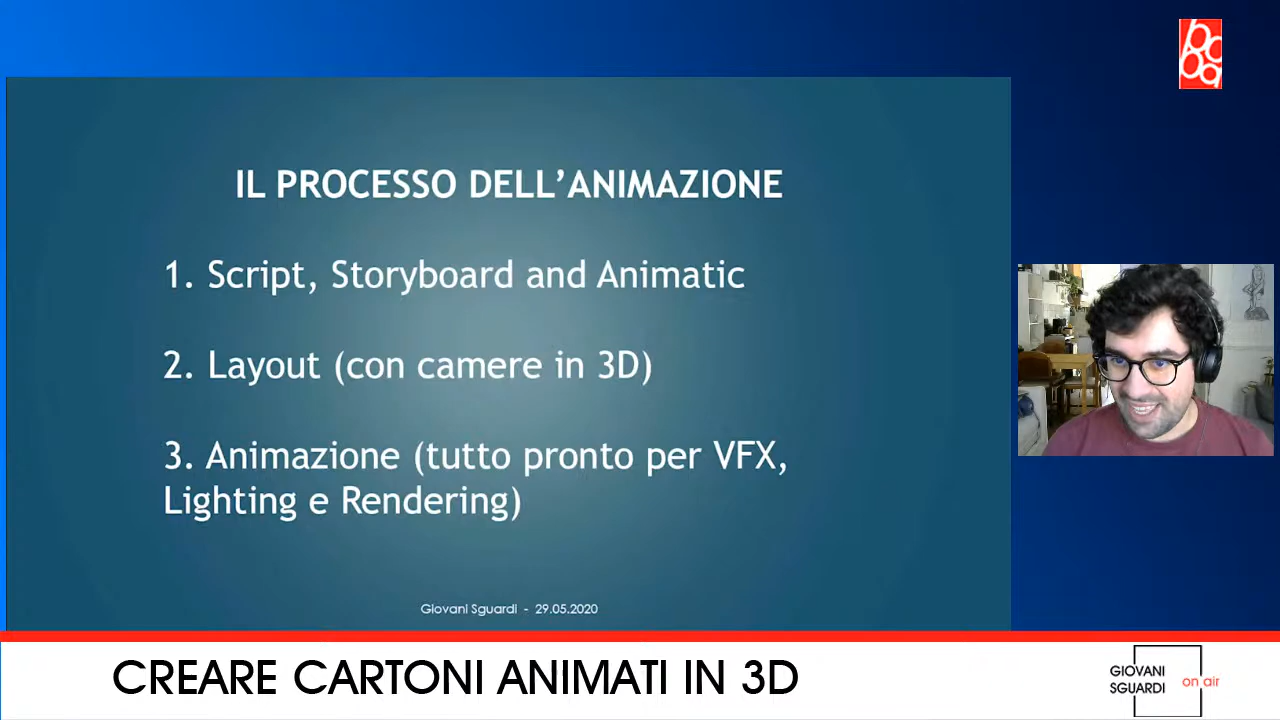 IL PROCESSO DELL’ANIMAZIONE
1. Script, Storyboard and Animatic
2. Layout (con camere in 3D)
3. Animazione (tutto pronto per VFX,
Lighting e Rendering)
Giovani Sguardi - 29.05.2020
CREARE CARTONI ANIMATI IN 3D
GIOVANI
SGUARDI on air